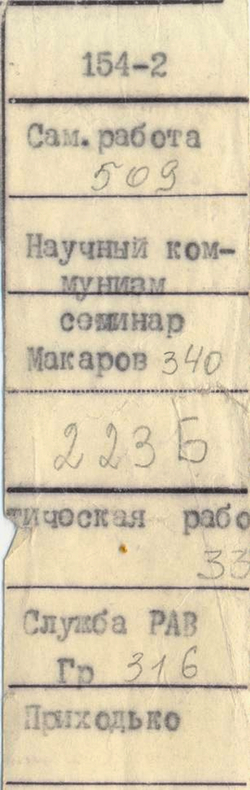 154-2
Сам. работа
509
Научный ком-
мунизм
семинар
Макаров 340
223Б
тическая рабо
33
Служба РАВ
Гр 316
Приходько